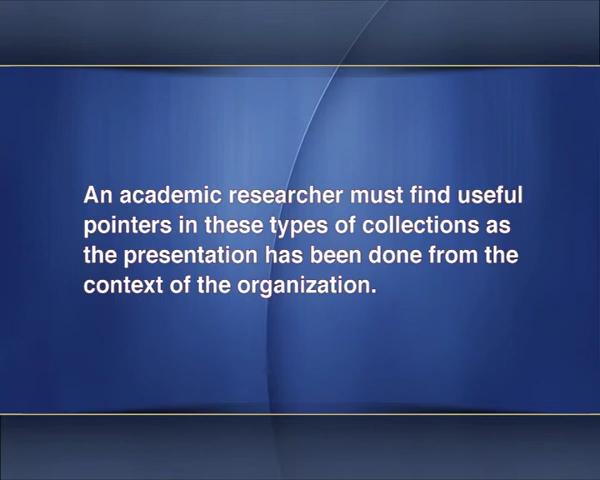 An academic researcher must find useful
pointers in these types of collections as
the presentation has been done from the
context of the organization.